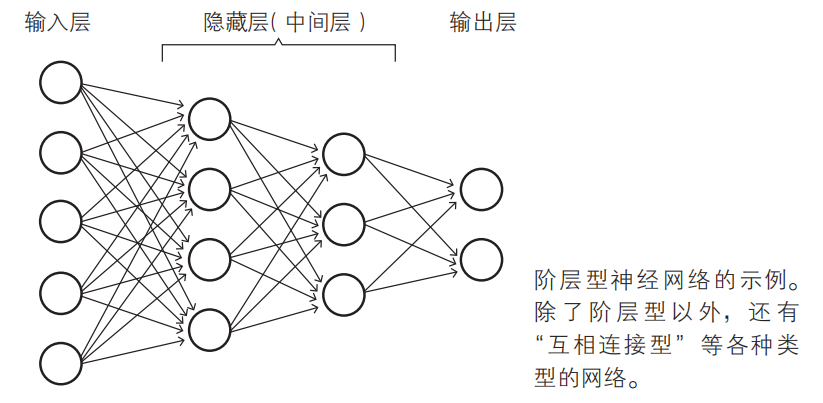 输入层
隐藏层(中间层)
输出层
阶层型神经网络的示例。
除了阶层型以外，还有
“互相连接型”等各种类
型的网络。